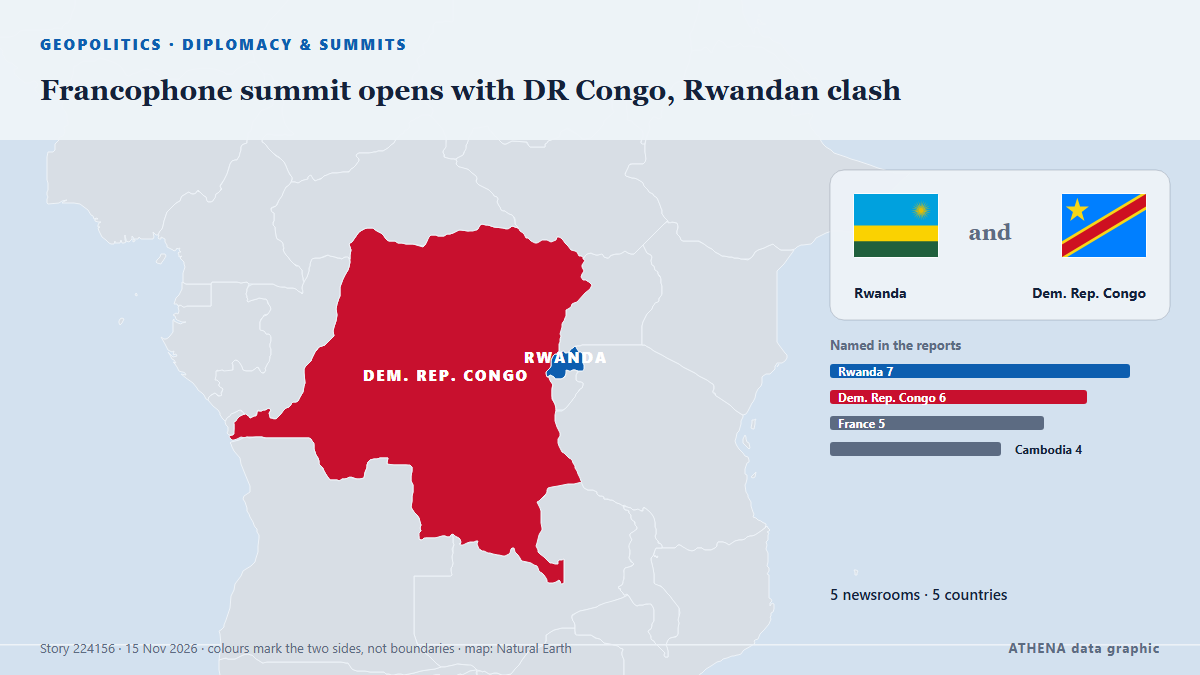 GEOPOLITICS · DIPLOMACY & SUMMITS
Francophone summit opens with DR Congo, Rwandan clash
and
Rwanda
Dem. Rep. Congo
Named in the reports
Rwanda 7
Dem. Rep. Congo 6
France 5
Cambodia 4
RWANDA
DEM. REP. CONGO
5 newsrooms · 5 countries
Story 224156 · 15 Nov 2026 · colours mark the two sides, not boundaries · map: Natural Earth
ATHENA data graphic